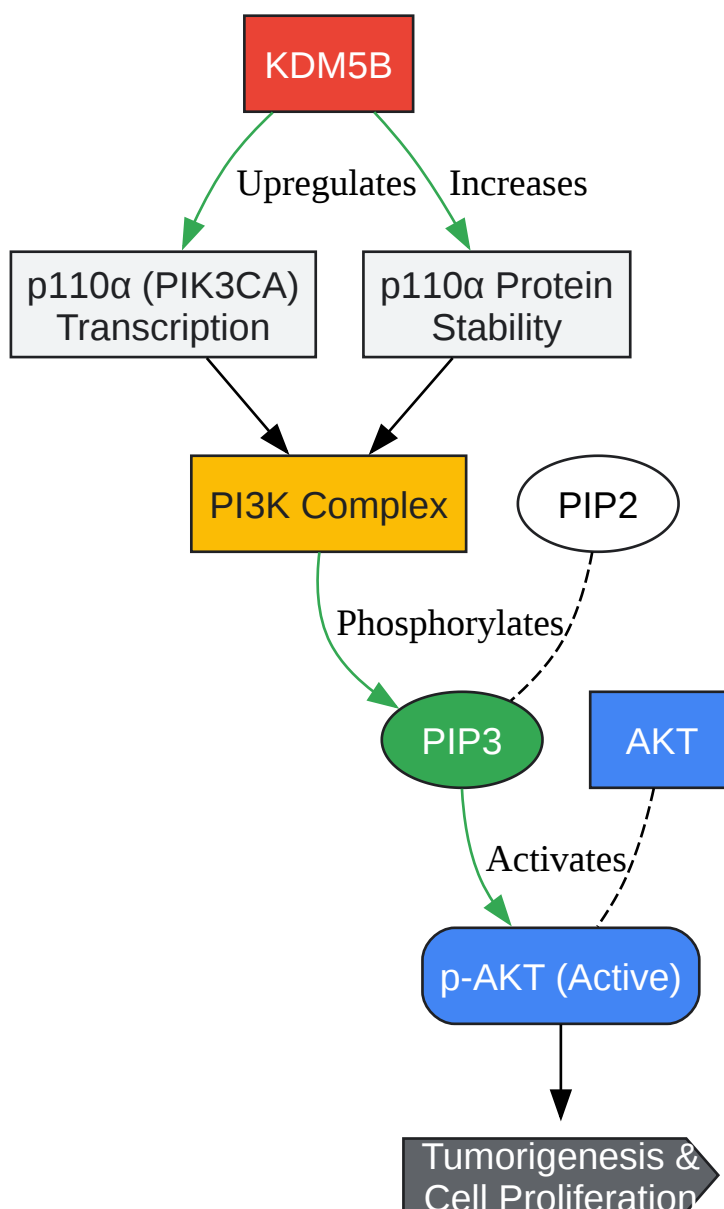 KDM5B
Upregulates
Increases
p110α (PIK3CA)
Transcription
p110α Protein
Stability
PI3K Complex
PIP2
Phosphorylates
PIP3
AKT
Activates
p-AKT (Active)
Tumorigenesis &
Cell Proliferation